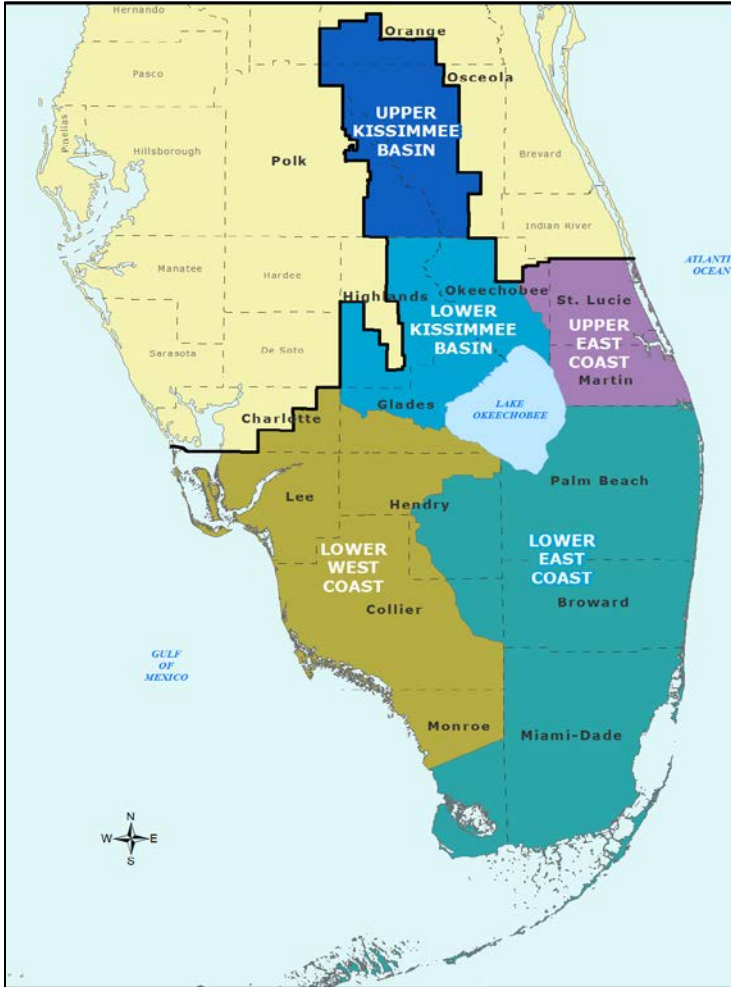 Hernando
Orange
Pasco
Osceola
Pinellas
Hillsborough
UPPER
KISSIMMEE
BASIN
Polk
Brevard
Indian River
ATLANTI
OCEAN
Manatee
Hardee
Highlands
Okeechobee
St. Lucie
LOWER
KISSIMMEE
BASIN
UPPER
EAST
COAST
Sarasota
De Soto
Martin
Glades
LAKE
OKEECHOBEE
Charlotte
Palm Beach
Lee
Hendry
LOWER
WEST
COAST
LOWER
EAST
COAST
Collier
Broward
GULF
OF
MEXICO
Monroe
Miami-Dade
N
W E
S